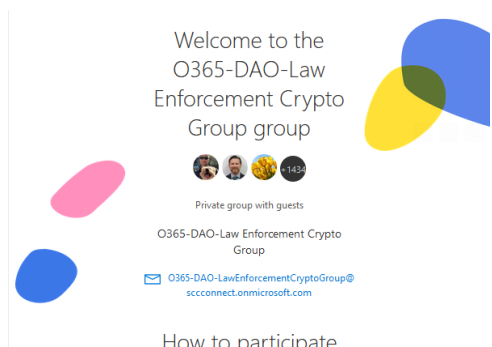 Welcome to the
O365-DAO-Law
Enforcement Crypto
Group group
+1434
Private group with guests
O365-DAO-Law Enforcement Crypto
Group
O365-DAO-LawEnforcementCryptoGroup@
sccconnect.onmicrosoft.com
How to participate